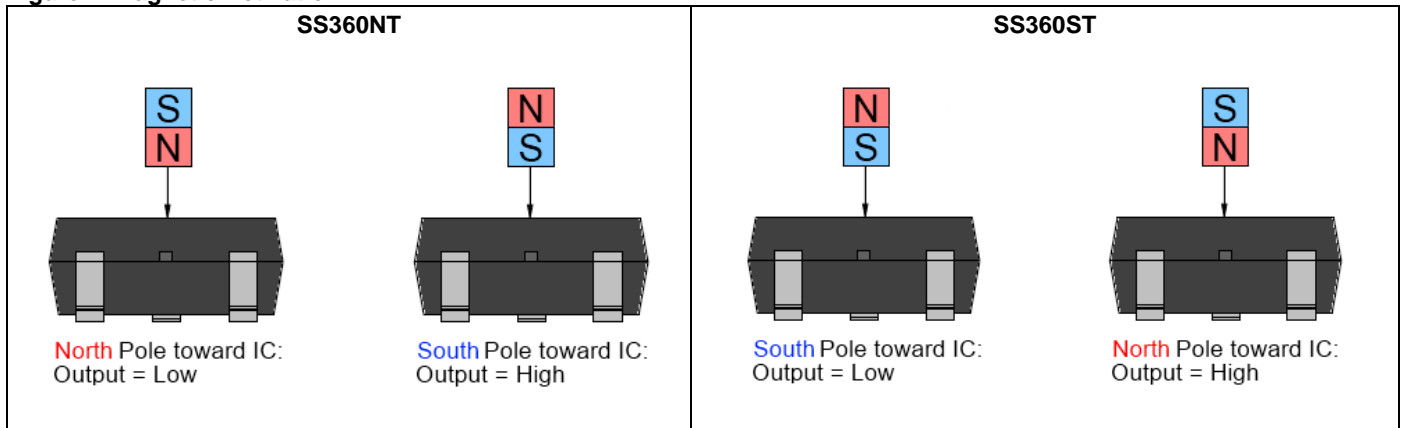 SS360NT
S
N
North Pole toward IC:
Output = Low
N
S
South Pole toward IC:
Output = High
SS360ST
N
S
South Pole toward IC:
Output = Low
S
N
North Pole toward IC:
Output = High